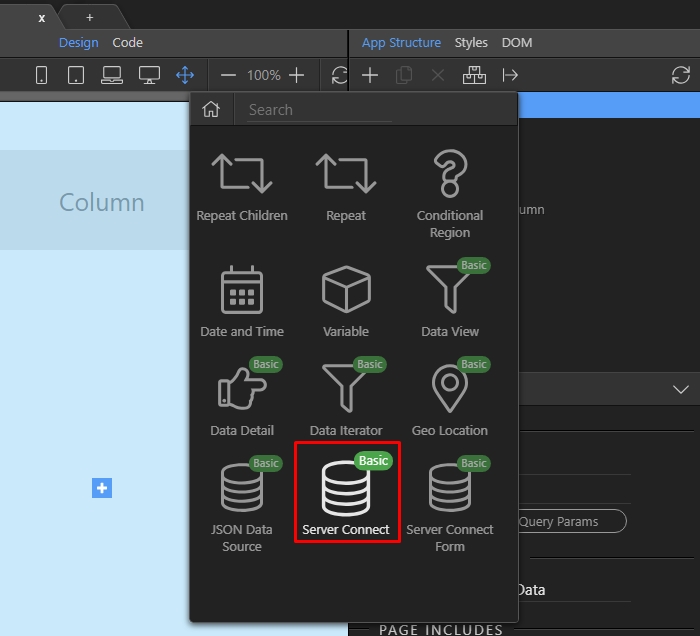 x +
Design Code
App Structure Styles DOM
100%
Search
Column
umn
Repeat Children
Repeat
Conditional
Region
Date and Time
Variable
Basic
Data View
Basic
Data Detail
Basic
Data Iterator
Basic
Geo Location
Basic
JSON Data
Source
Basic
Server Connect
Basic
Server Connect
Form
Query Params
Data
PAGE INCLUDES